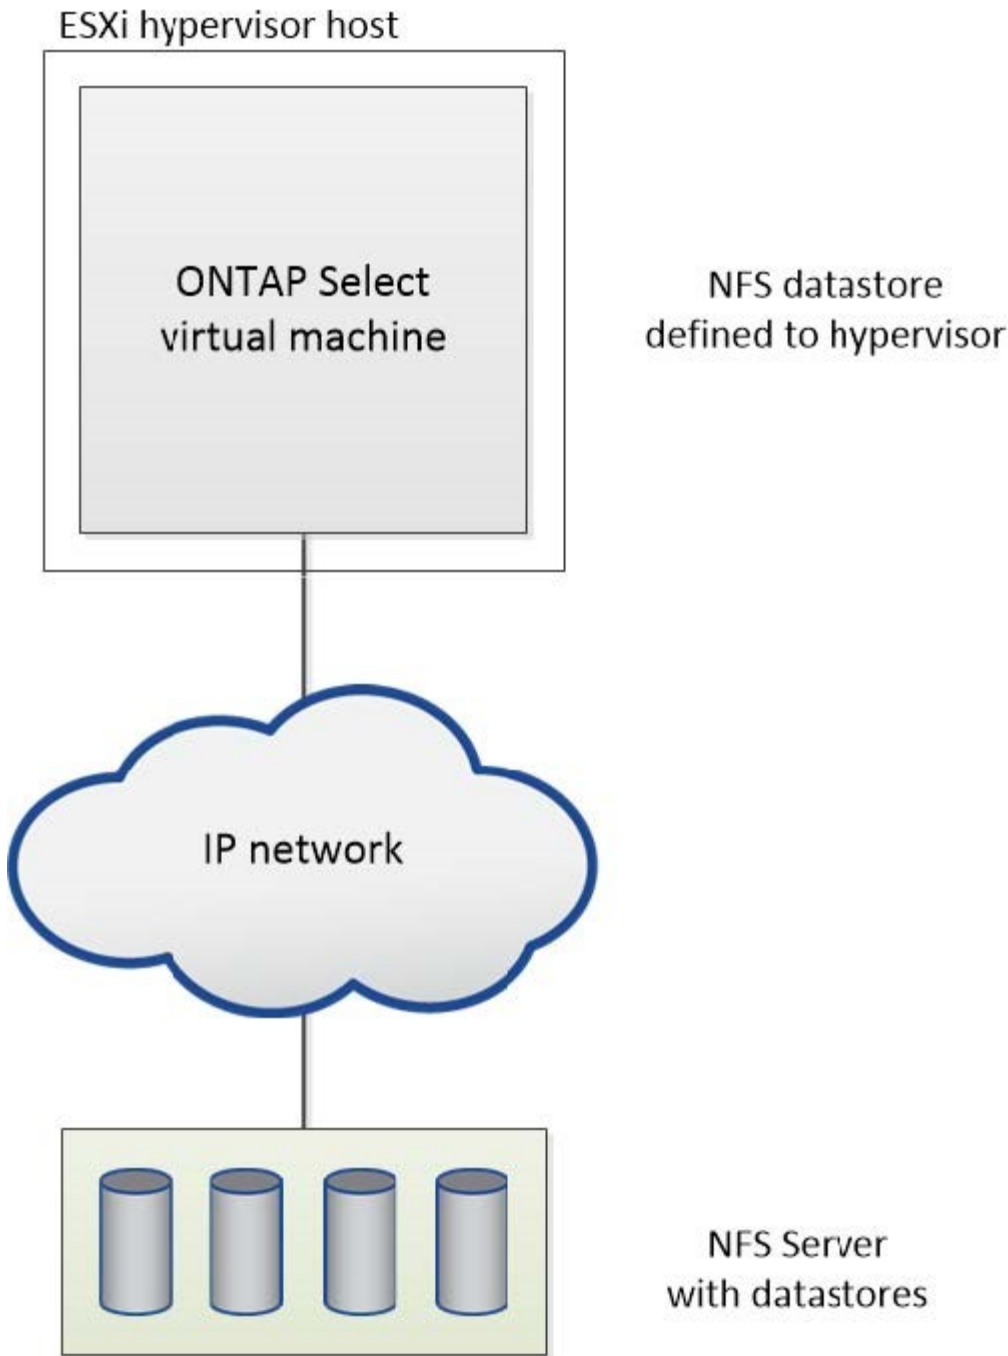 ESXi hypervisor host
ONTAP Select
virtual machine
NFS datastore
defined to hypervisor
IP network
NFS Server
with datastores